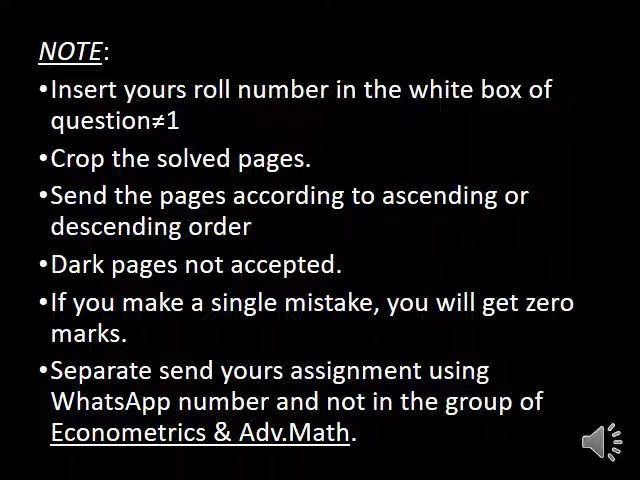 NOTE:
•Insert yours roll number in the white box of
question≠1
•Crop the solved pages.
•Send the pages according to ascending or
descending order
•Dark pages not accepted.
•If you make a single mistake, you will get zero
marks.
•Separate send yours assignment using
WhatsApp number and not in the group of
Econometrics & Adv.Math.